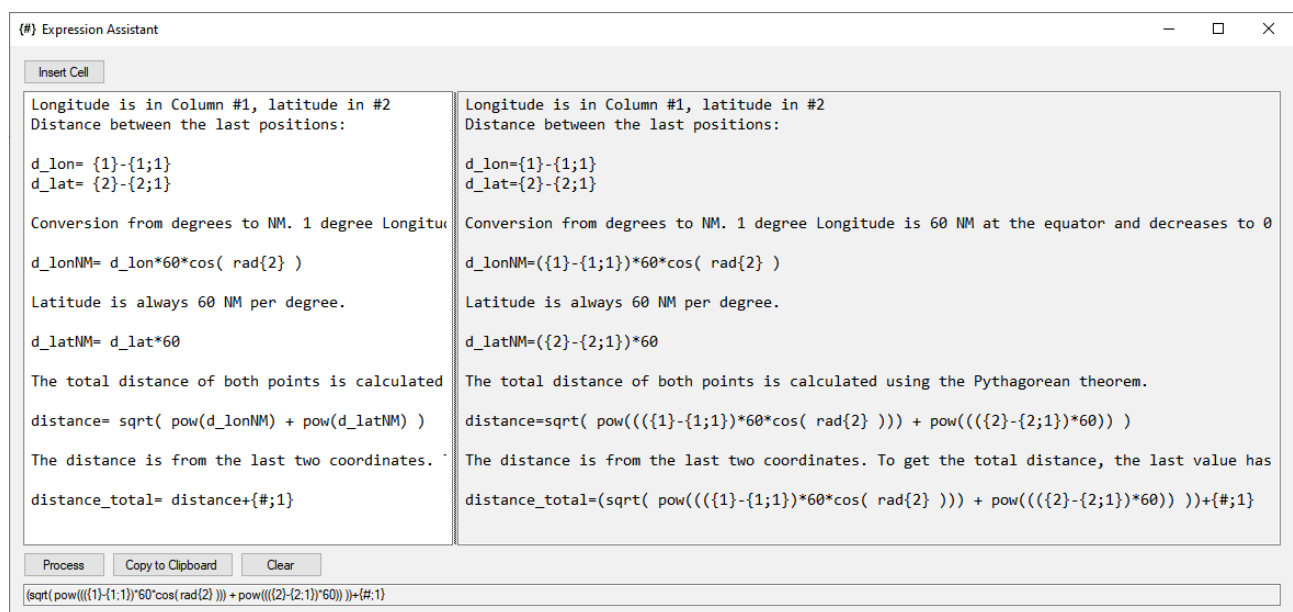 {#} Expression Assistant
Insert Cell
Longitude is in Column #1, latitude in #2
Distance between the last positions:
d_lon= {1}-{1;1}
d_lat= {2}-{2;1}
Conversion from degrees to NM. 1 degree
d_lonNM= d_lon*60*cos( rad{2} )
Latitude is always 60 NM per degree.
d_latNM= d_lat*60
The total distance of both points is calculated
distance= sqrt( pow(d_lonNM) + pow(d_latNM) )
The distance is from the last two coordinates.
distance_total= distance+{#;1}
Longitude is in Column #1, latitude in #2
Distance between the last positions:
d_lon={1}-{1;1}
d_lat={2}-{2;1}
Conversion from degrees to NM. 1 degree Longitude is 60 NM at the equator and decreases to 0
d_lonNM=({1}-{1;1})*60*cos( rad{2} )
Latitude is always 60 NM per degree.
d_latNM=({2}-{2;1})*60
The total distance of both points is calculated using the Pythagorean theorem.
distance=sqrt( pow((({1}-{1;1})*60*cos( rad{2} ))) + pow((({2}-{2;1})*60)) )
The distance is from the last two coordinates. To get the total distance, the last value has
distance_total=(sqrt( pow((({1}-{1;1})*60*cos( rad{2} ))) + pow((({2}-{2;1})*60)) ))+{#;1}
Process
Copy to Clipboard
Clear
(sqrt( pow((({1}-{1;1})*60*cos( rad{2} ))) + pow((({2}-{2;1})*60)) ))+{#;1}